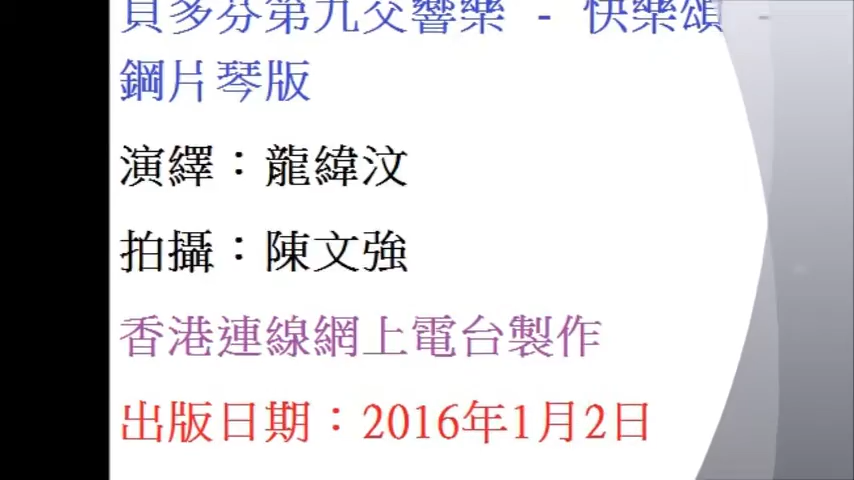 貝多芬第九交響樂 - 快樂頌 -
鋼片琴版
演繹：龍緯汶
拍攝：陳文強
香港連線網上電台製作
出版日期：2016年1月2日